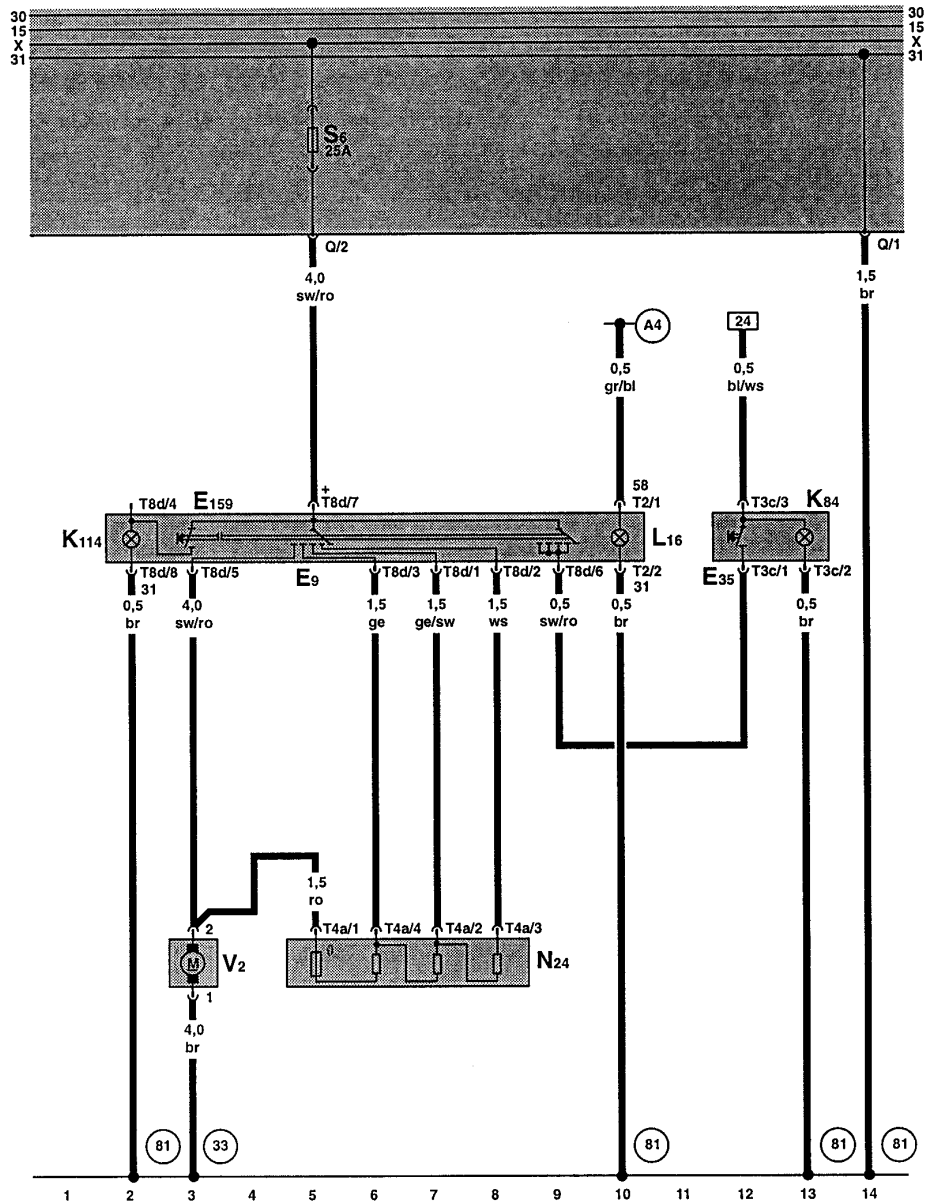 30 30
15 15
X X
31 31
S6
25A
Q/2 Q/1
4,0 1,5
sw/ro br
A4 24
0,5 0,5
gr/bl bl/ws
+ 58
T8d/4 E159 T8d/7 T2/1 T3c/3 K84
K114 L16
T8d/8 T8d/5 E9 T8d/3 T8d/1 T8d/2 T8d/6 T2/2 E35 T3c/1 T3c/2
31 31
0,5 4,0 1,5 1,5 1,5 0,5 0,5 0,5
br sw/ro ge ge/sw ws sw/ro br br
1,5
ro
2 T4a/1 T4a/4 T4a/2 T4a/3
M V2 N24
1
4,0
br
81 33 81 81 81
1 2 3 4 5 6 7 8 9 10 11 12 13 14